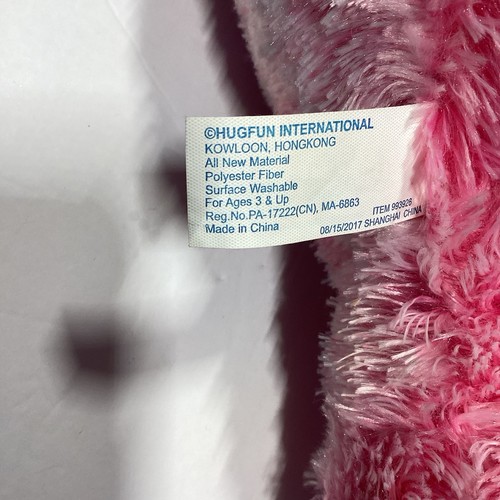 ©HUGFUN INTERNATIONAL
KOWLOON, HONGKONG
All New Material
Polyester Fiber
Surface Washable
For Ages 3 & Up
Reg.No.PA-17222(CN), MA-6863 ITEM 993926
Made in China 08/15/2017 SHANGHAI CHINA